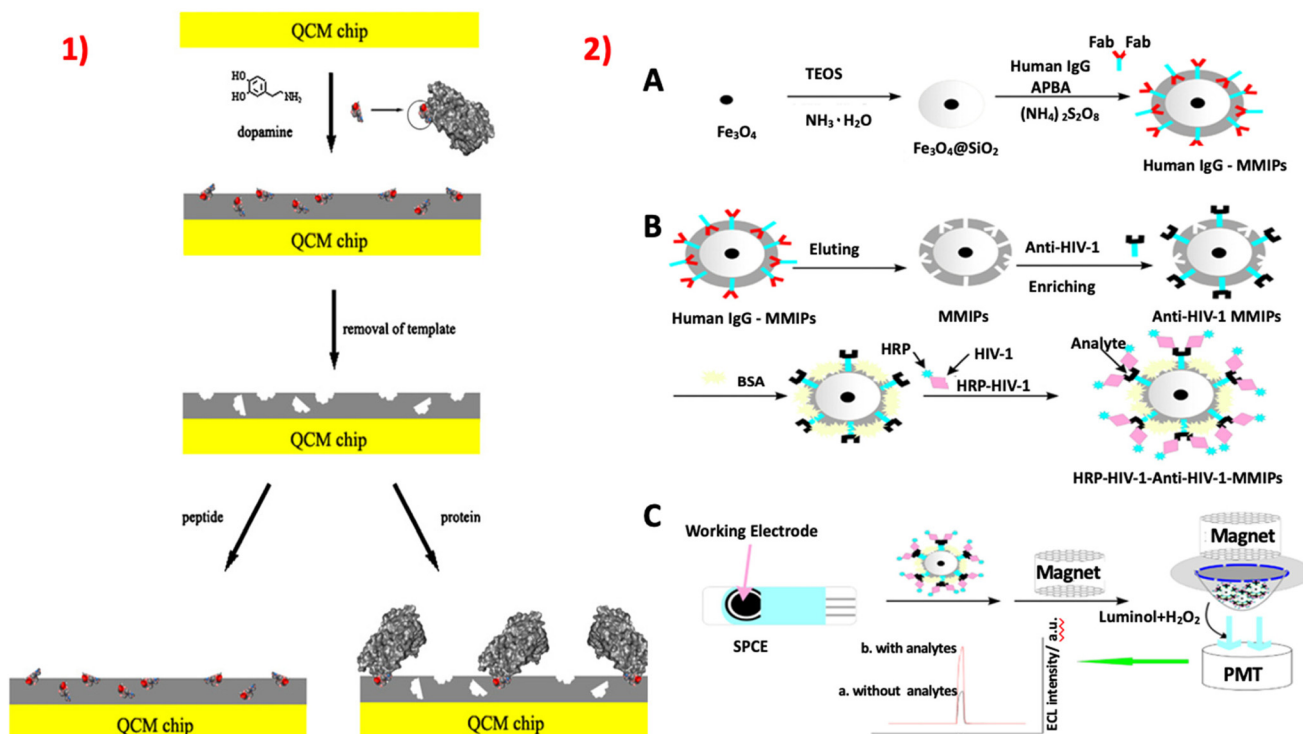 1)
QCM chip
HO
HO
NH₂
dopamine
QCM chip
removal of template
QCM chip
peptide
protein
QCM chip
QCM chip
2)
A
Fe₃O₄
TEOS
NH₃·H₂O
Fe₃O₄@SiO₂
Fab Fab
Human IgG
APBA
(NH₄)₂S₂O₈
Human IgG - MMIPs
B
Human IgG - MMIPs
Eluting
MMIPs
Anti-HIV-1
Enriching
Anti-HIV-1 MMIPs
BSA
HRP
HIV-1
HRP-HIV-1
Analyte
HRP-HIV-1-Anti-HIV-1-MMIPs
C
Working Electrode
SPCE
Magnet
Magnet
Luminol+H₂O₂
PMT
b. with analytes
a. without analytes
ECL intensity/ a.u.